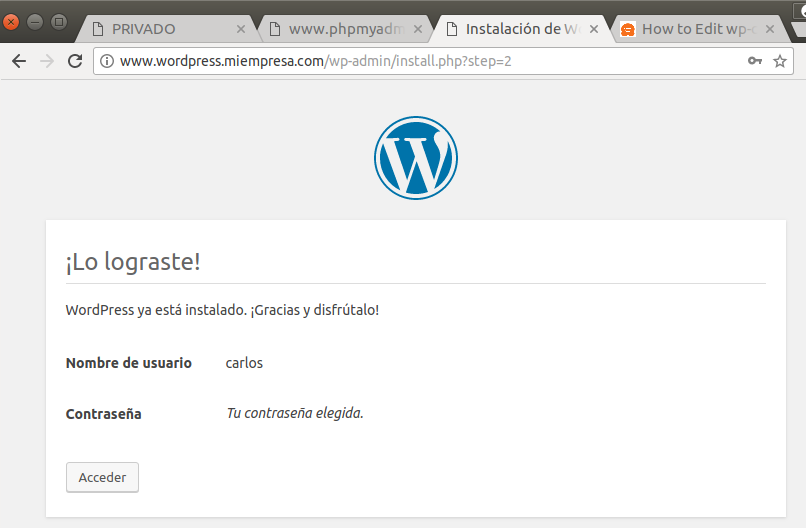 PRIVADO
www.phpmyadm
Instalación de W
How to Edit wp-
www.wordpress.miempresa.com/wp-admin/install.php?step=2
¡Lo lograste!
WordPress ya está instalado. ¡Gracias y disfrútalo!
Nombre de usuario carlos
Contraseña Tu contraseña elegida.
Acceder